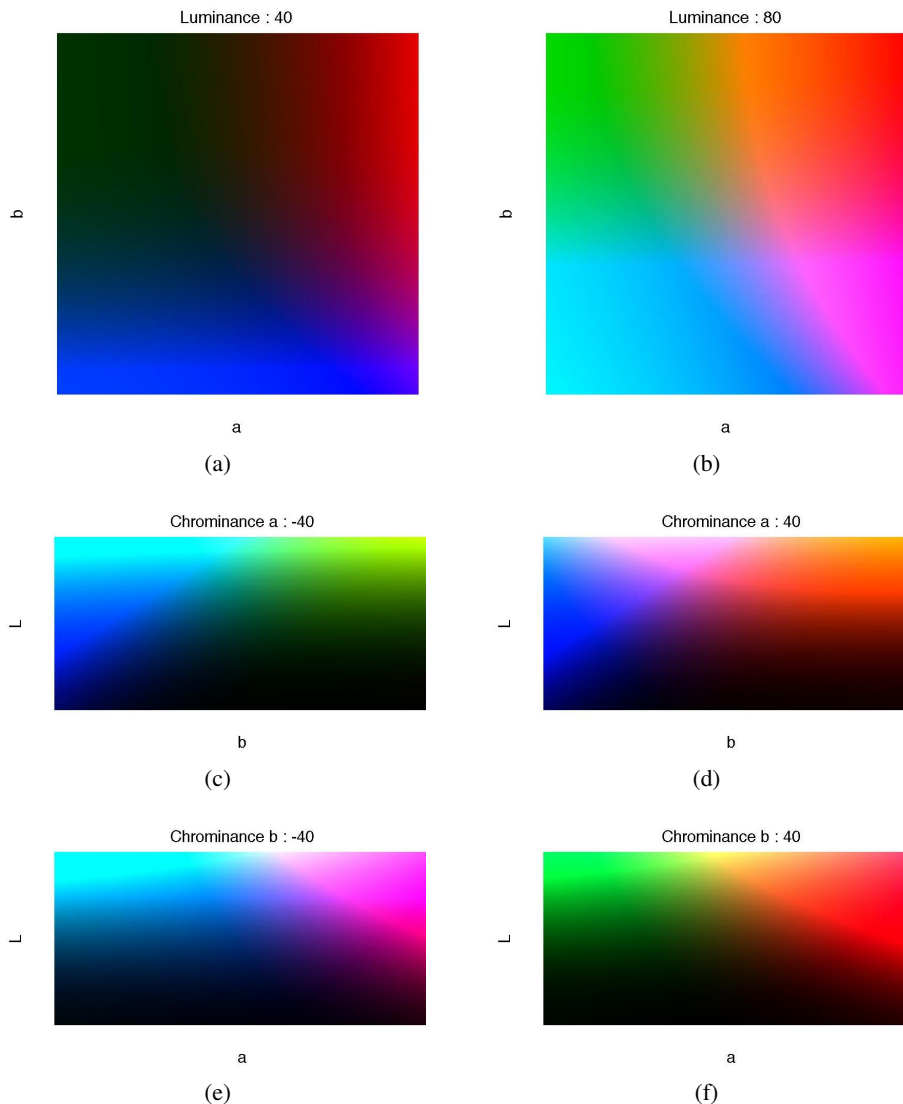 Luminance : 40
Luminance : 80
b
b
a
a
(a)
(b)
Chrominance a : -40
Chrominance a : 40
L
L
b
b
(c)
(d)
Chrominance b : -40
Chrominance b : 40
L
L
a
a
(e)
(f)